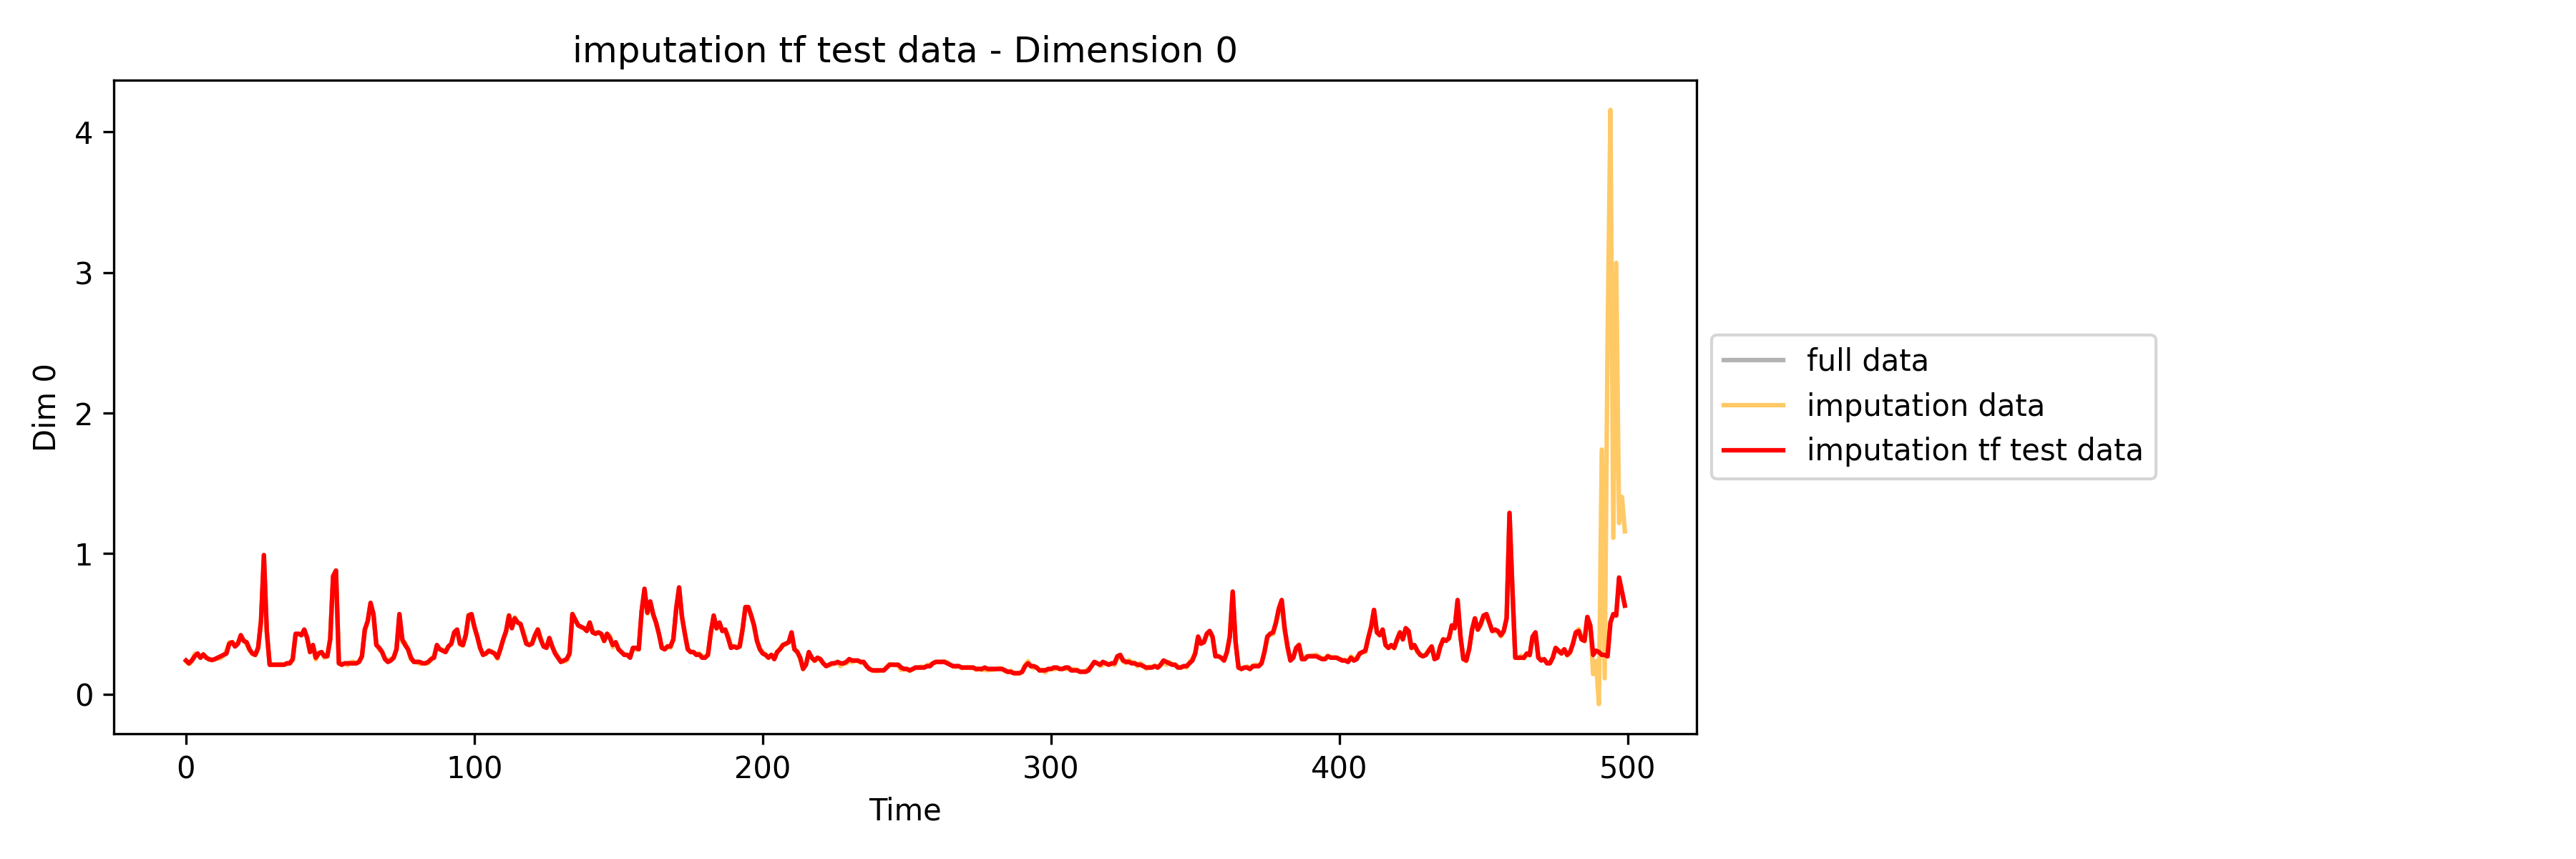 imputation tf test data - Dimension 0
4
3
2
1
0
Dim 0
0
100
200
300
400
500
Time
full data
imputation data
imputation tf test data